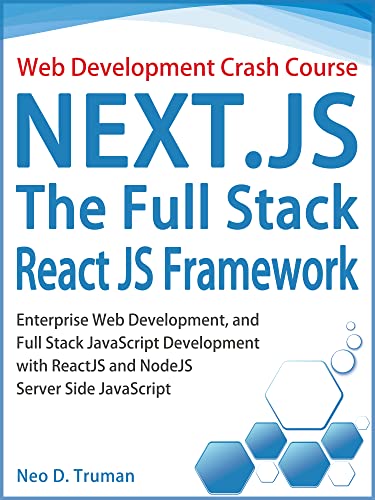 Web Development Crash Course
NEXT.JS
The Full Stack
React JS Framework
Enterprise Web Development, and
Full Stack JavaScript Development
with ReactJS and NodeJS
Server Side JavaScript
Neo D. Truman